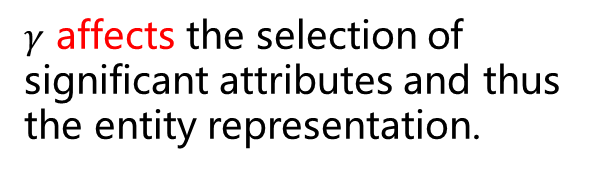 γ affects the selection of
significant attributes and thus
the entity representation.